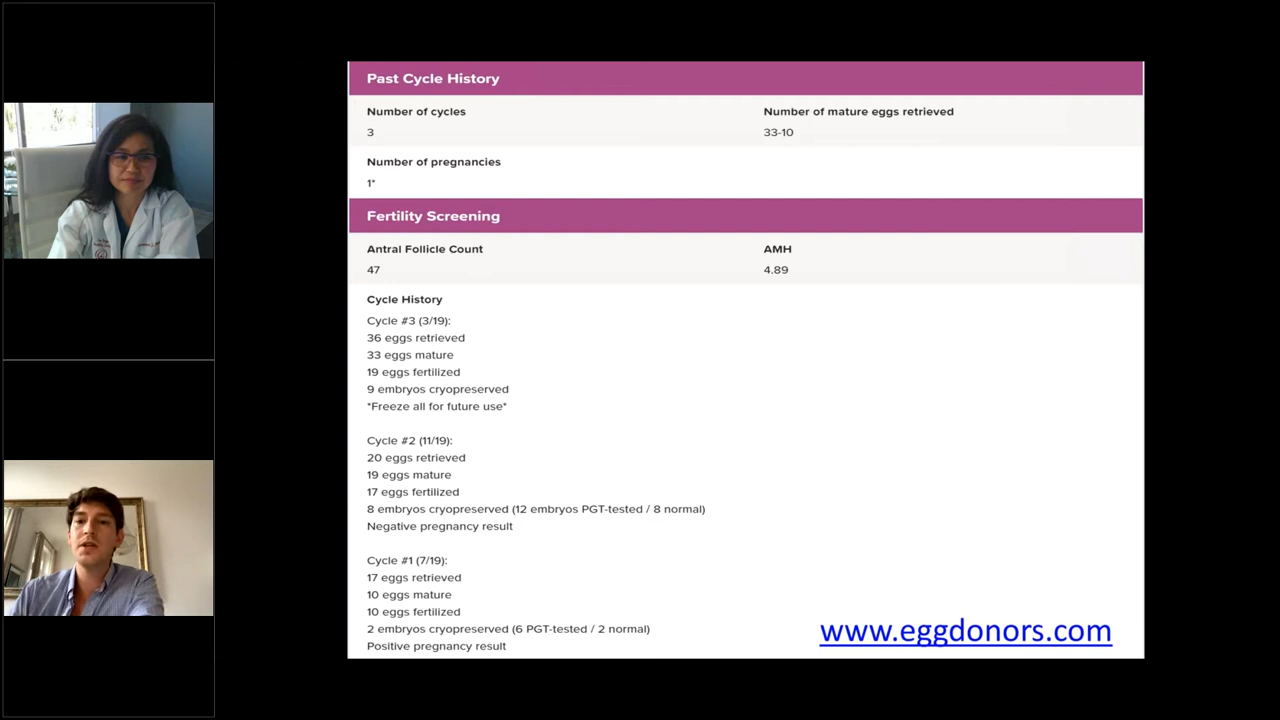 Past Cycle History
Number of cycles
Number of mature eggs retrieved
3
33-10
Number of pregnancies
1*
Fertility Screening
Antral Follicle Count
AMH
47
4.89
Cycle History
Cycle #3 (3/19):
36 eggs retrieved
33 eggs mature
19 eggs fertilized
9 embryos cryopreserved
*Freeze all for future use*
Cycle #2 (11/19):
20 eggs retrieved
19 eggs mature
17 eggs fertilized
8 embryos cryopreserved (12 embryos PGT-tested / 8 normal)
Negative pregnancy result
Cycle #1 (7/19):
17 eggs retrieved
10 eggs mature
10 eggs fertilized
2 embryos cryopreserved (6 PGT-tested / 2 normal)
Positive pregnancy result
www.eggdonors.com